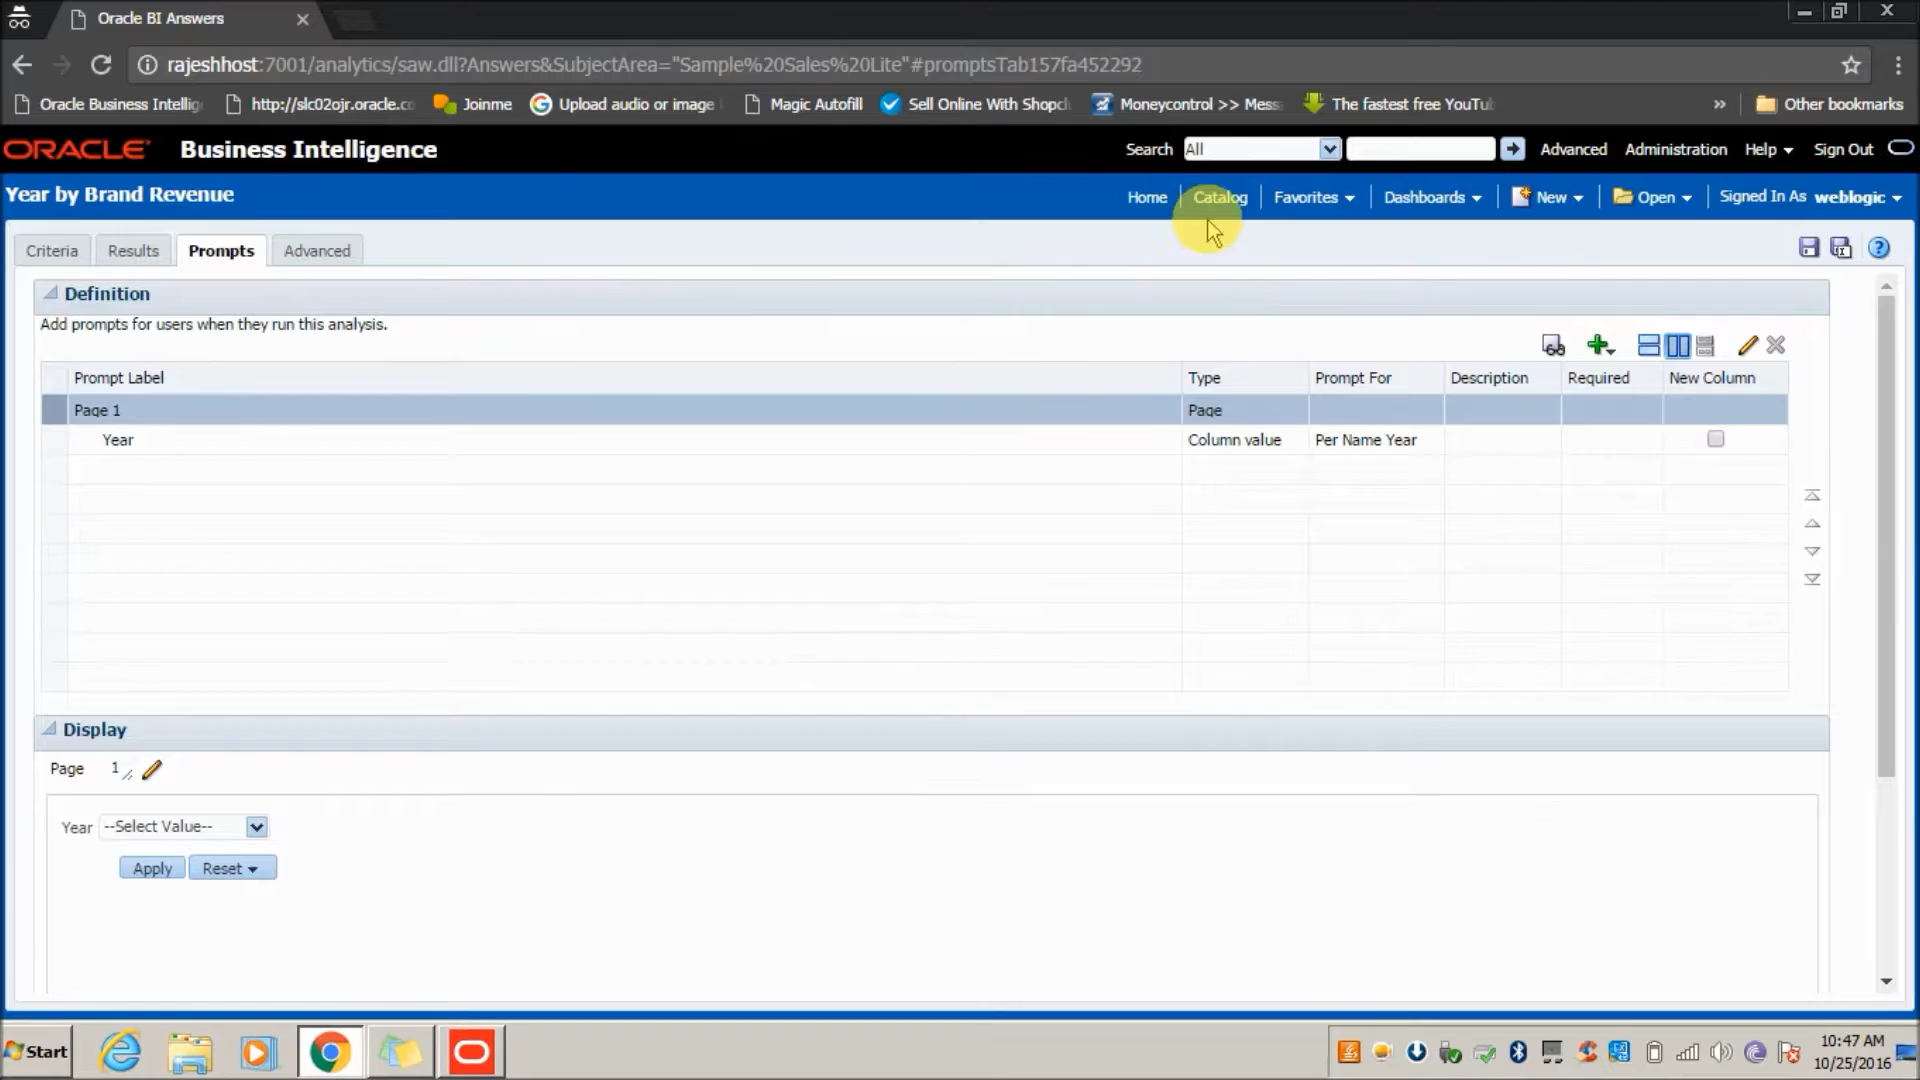 Oracle BI Answers
rajeshhost:7001/analytics/saw.dll?Answers&SubjectArea="Sample%20Sales%20Lite"#promptsTab157fa452292
Oracle Business Intellig http://slc02ojr.oracle.co Joinme Upload audio or image Magic Autofill Sell Online With Shopcl Moneycontrol >> Mess The fastest free YouTu » Other bookmarks
ORACLE Business Intelligence Search All Advanced Administration Help Sign Out
Year by Brand Revenue Home Catalog Favorites Dashboards New Open Signed In As weblogic
Criteria Results Prompts Advanced
Definition
Add prompts for users when they run this analysis.
Prompt Label Type Prompt For Description Required New Column
Page 1 Page
Year Column value Per Name Year
Display
Page 1
Year --Select Value--
Apply Reset
Start 10:47 AM
10/25/2016